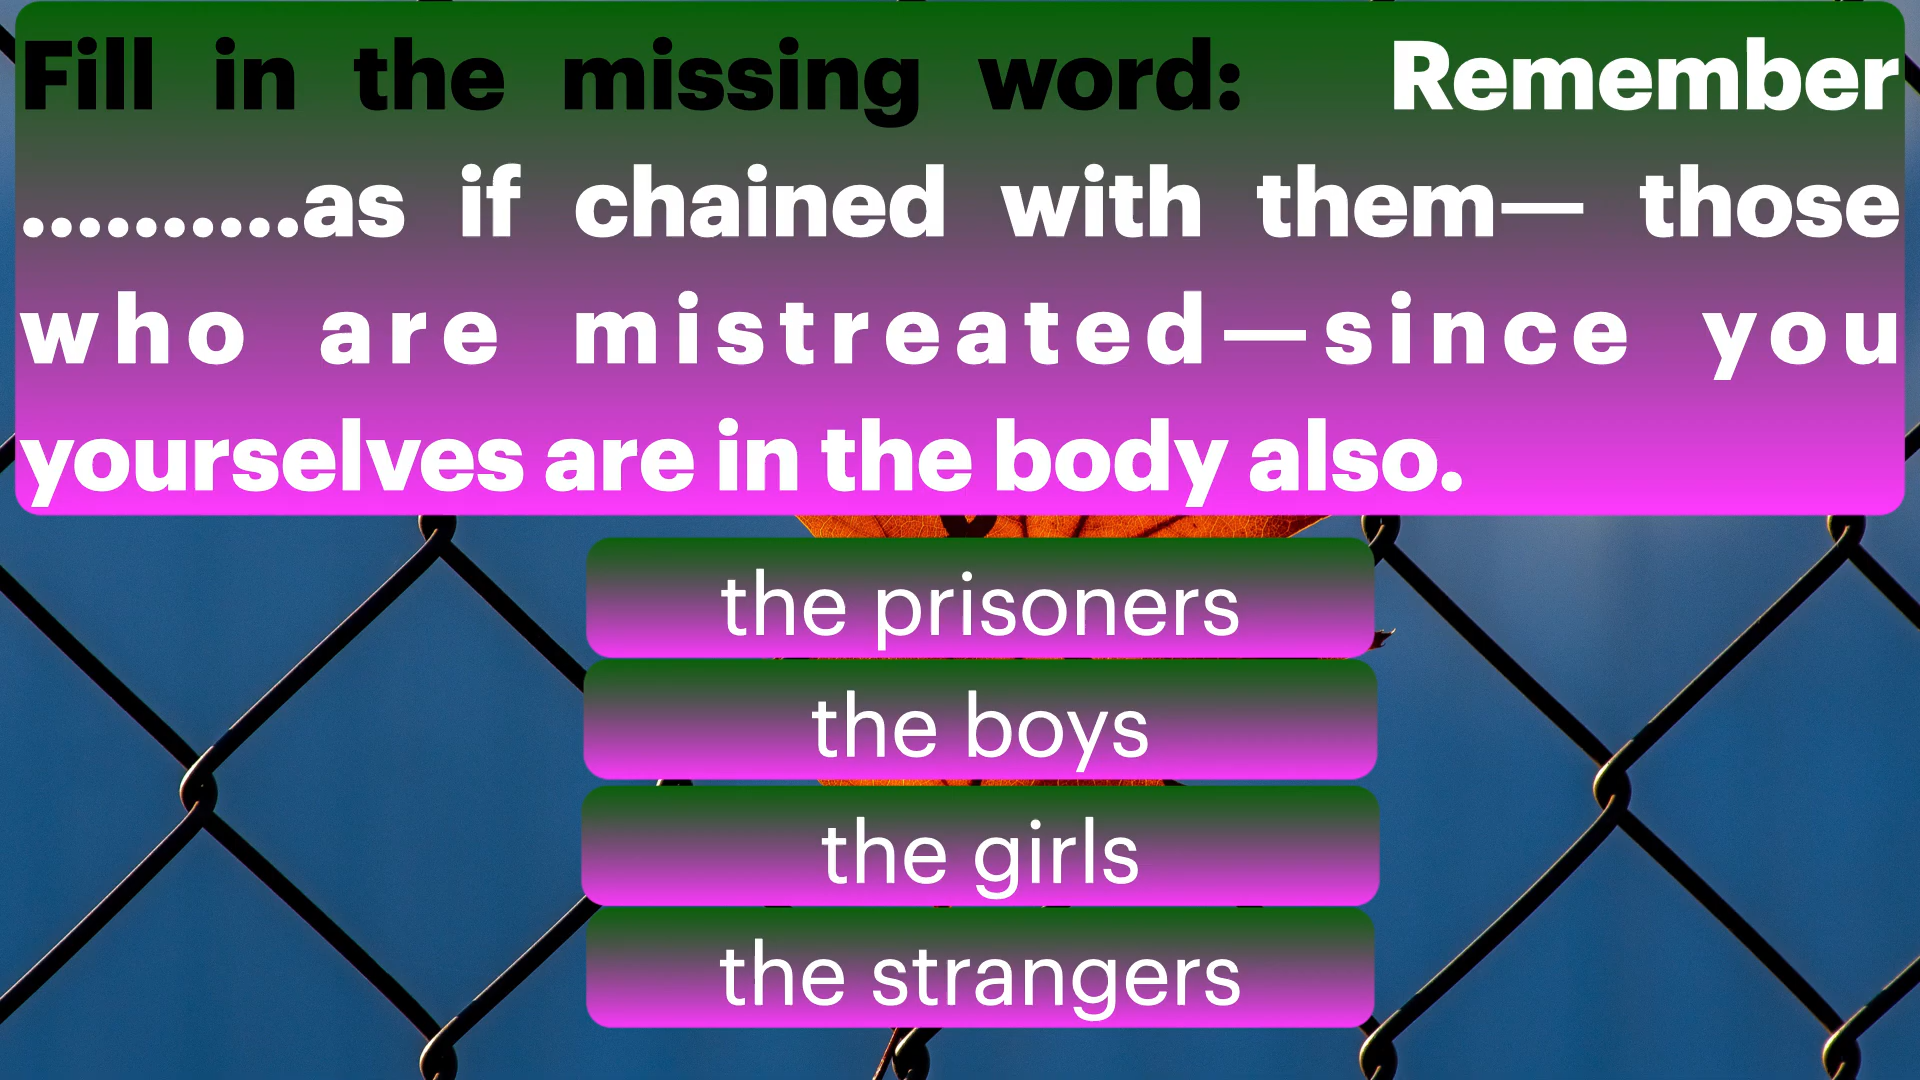 Fill in the missing word: Remember
..........as if chained with them— those
who are mistreated—since you
yourselves are in the body also.
the prisoners
the boys
the girls
the strangers